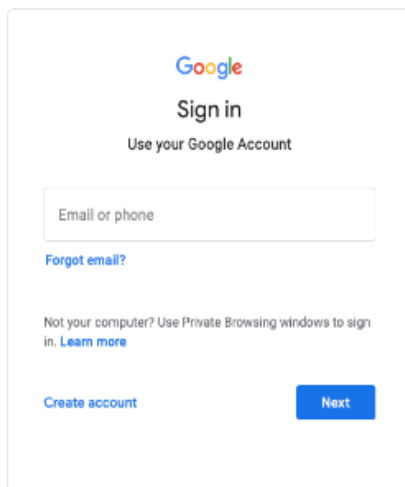 Google
Sign in
Use your Google Account
Email or phone
Forgot email?
Not your computer? Use Private Browsing windows to sign
in. Learn more
Create account
Next